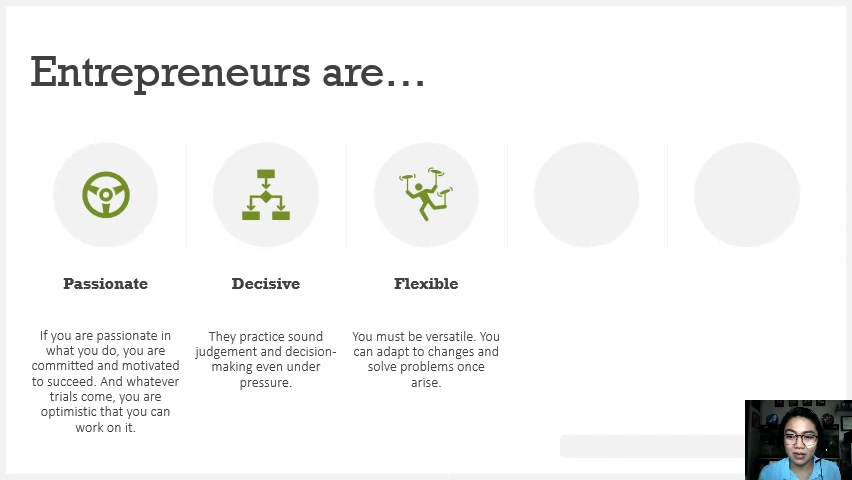 Entrepreneurs are...
Passionate
Decisive
Flexible
If you are passionate in
what you do, you are
committed and motivated
to succeed. And whatever
trials come, you are
optimistic that you can
work on it.
They practice sound
judgement and decision-
making even under
pressure.
You must be versatile. You
can adapt to changes and
solve problems once
arise.